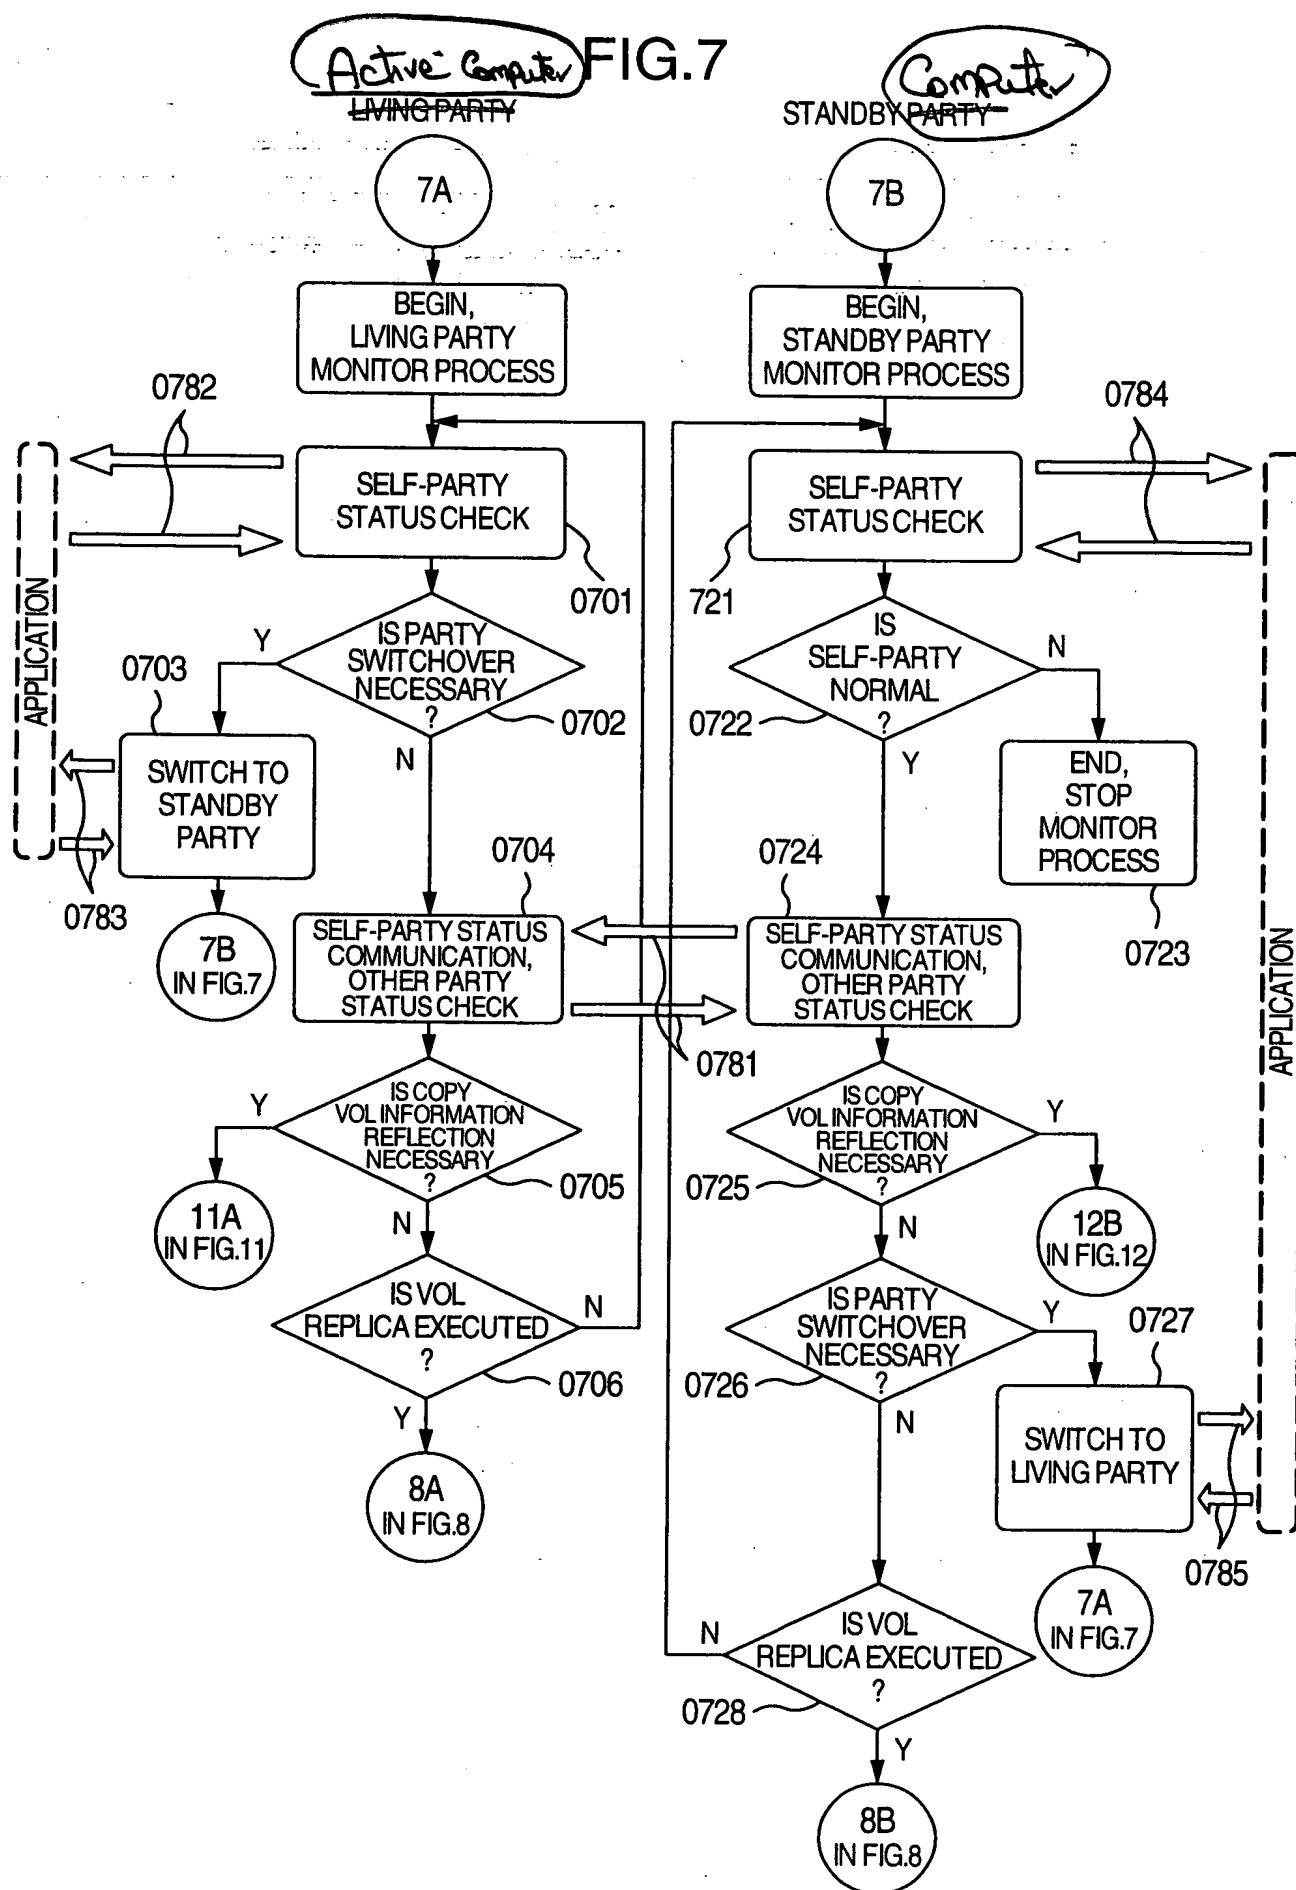 Active Computer
FIG.7
Computer
LIVING PARTY
STANDBY PARTY
7A
7B
BEGIN,
LIVING PARTY
MONITOR PROCESS
BEGIN,
STANDBY PARTY
MONITOR PROCESS
0782
0784
SELF-PARTY
STATUS CHECK
SELF-PARTY
STATUS CHECK
0701
721
APPLICATION
IS PARTY
SWITCHOVER
NECESSARY
?
Y
N
0702
IS
SELF-PARTY
NORMAL
?
N
Y
0722
0703
SWITCH TO
STANDBY
PARTY
0783
7B
IN FIG.7
END,
STOP
MONITOR
PROCESS
0723
0704
SELF-PARTY STATUS
COMMUNICATION,
OTHER PARTY
STATUS CHECK
0724
SELF-PARTY STATUS
COMMUNICATION,
OTHER PARTY
STATUS CHECK
0781
APPLICATION
Y
IS COPY
VOL INFORMATION
REFLECTION
NECESSARY
?
0705
N
11A
IN FIG.11
IS COPY
VOL INFORMATION
REFLECTION
NECESSARY
?
Y
0725
N
12B
IN FIG.12
IS VOL
REPLICA EXECUTED
?
N
0706
Y
8A
IN FIG.8
IS PARTY
SWITCHOVER
NECESSARY
?
Y
0726
N
0727
SWITCH TO
LIVING PARTY
0785
7A
IN FIG.7
N
IS VOL
REPLICA EXECUTED
?
0728
Y
8B
IN FIG.8